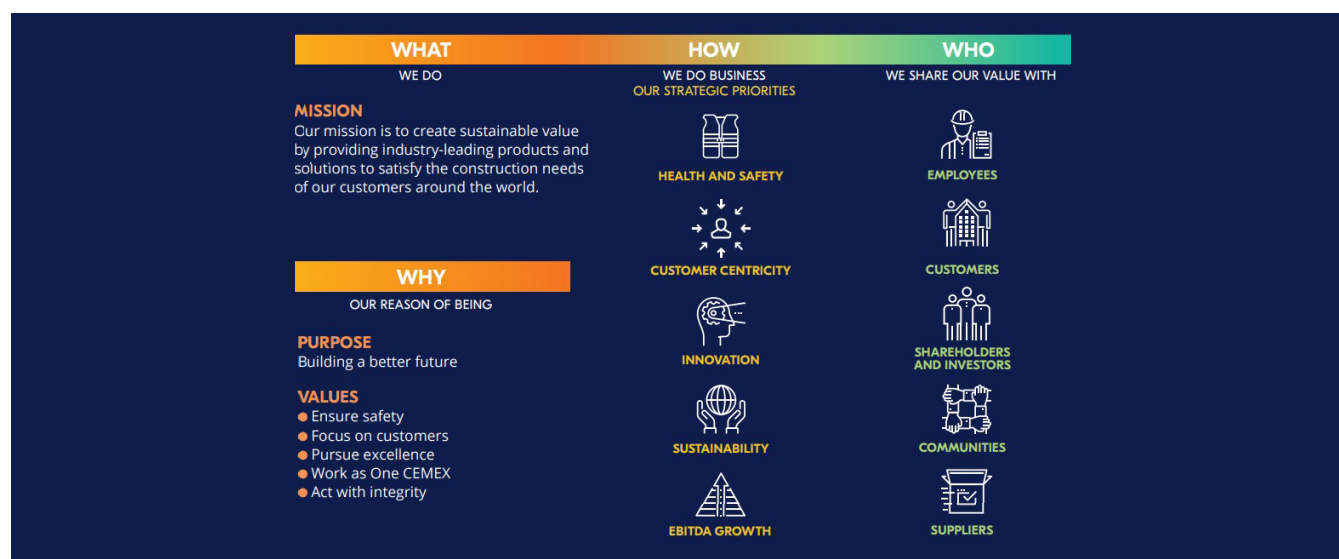 WHAT
WE DO
MISSION
Our mission is to create sustainable value
by providing industry-leading products and
solutions to satisfy the construction needs
of our customers around the world.
WHY
OUR REASON OF BEING
PURPOSE
Building a better future
VALUES
Ensure safety
Focus on customers
Pursue excellence
Work as One CEMEX
Act with integrity
HOW
WE DO BUSINESS
OUR STRATEGIC PRIORITIES
HEALTH AND SAFETY
CUSTOMER CENTRICITY
INNOVATION
SUSTAINABILITY
EBITDA GROWTH
WHO
WE SHARE OUR VALUE WITH
EMPLOYEES
CUSTOMERS
SHAREHOLDERS
AND INVESTORS
COMMUNITIES
SUPPLIERS